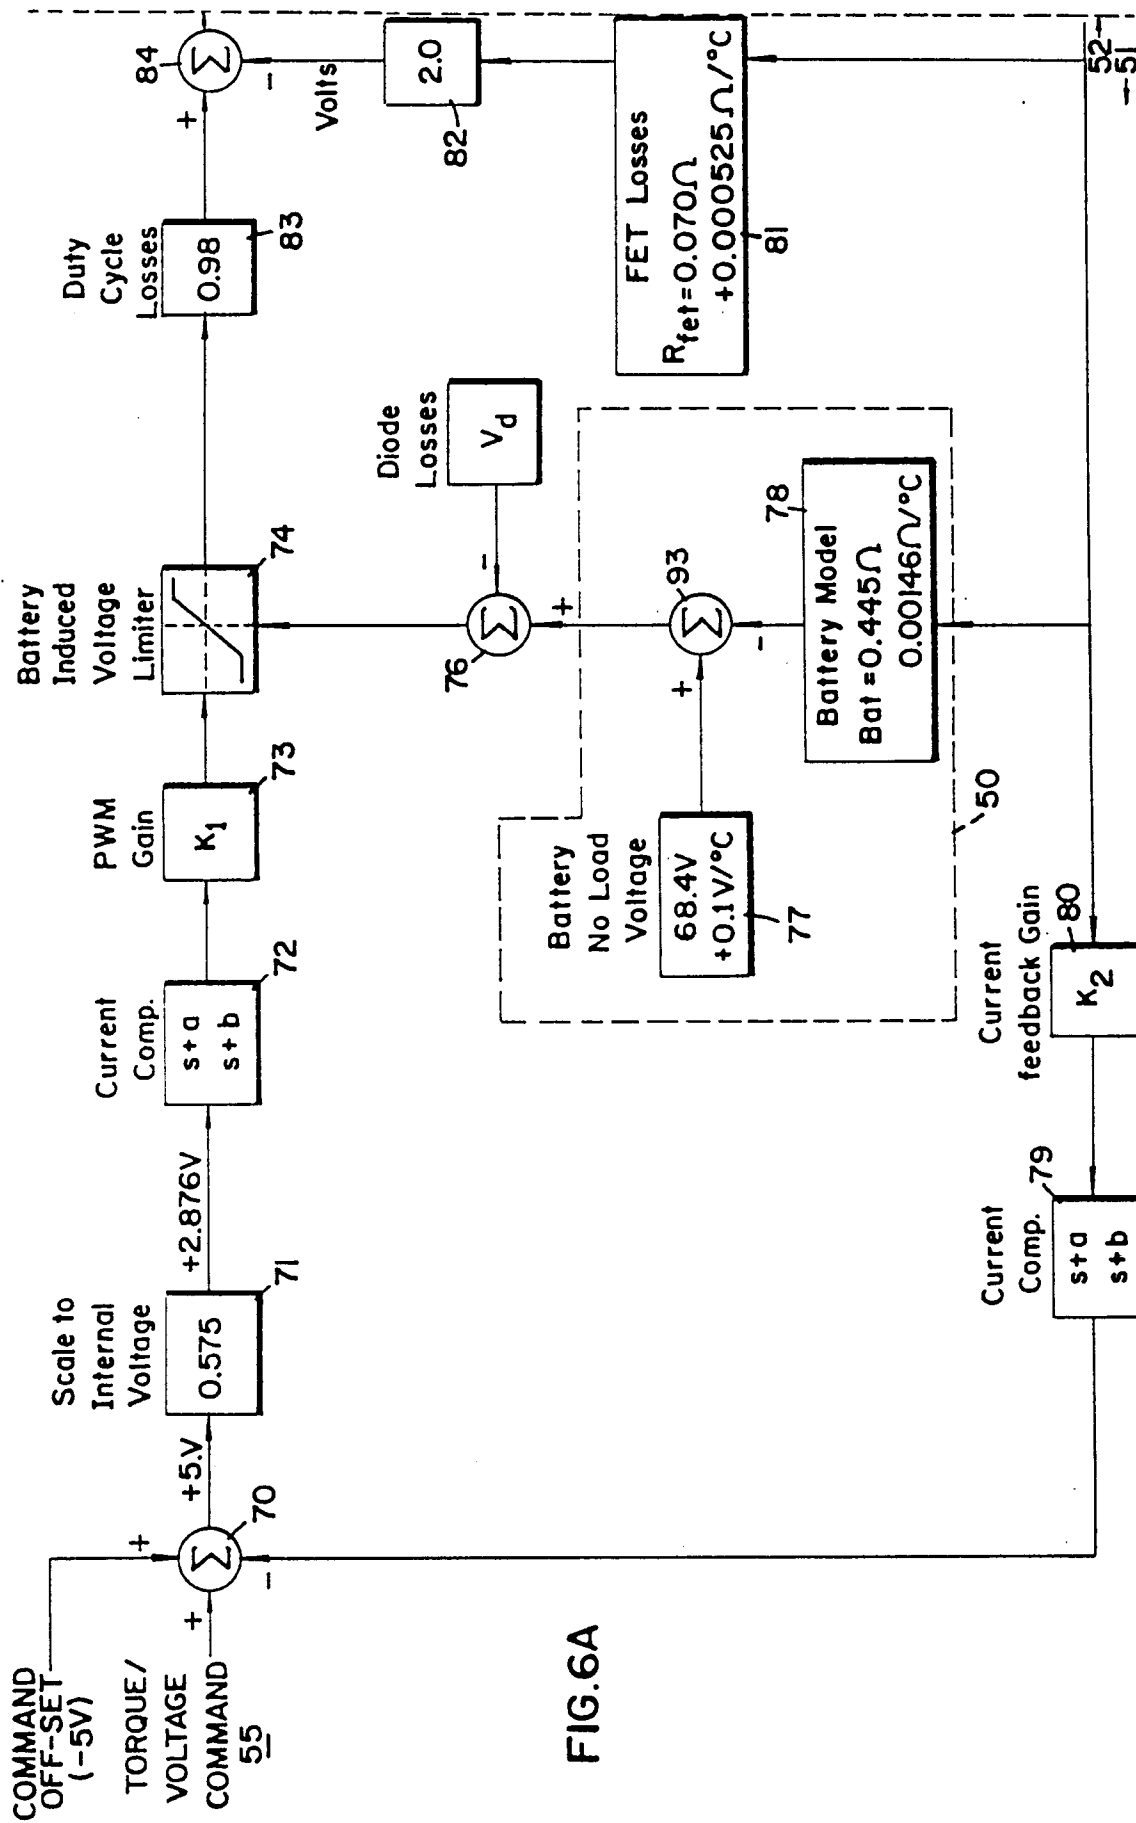 COMMAND
OFF-SET
(-5V)
TORQUE/
VOLTAGE
COMMAND
55
+
+
-
Σ
70
+5.V
Scale to
Internal
Voltage
0.575
71
+2.876V
Current
Comp.
s+a
s+b
72
PWM
Gain
K1
73
Battery
Induced
Voltage
Limiter
74
Duty
Cycle
Losses
0.98
83
+
-
Σ
84
Volts
2.0
82
FET Losses
Rfet=0.070Ω
+0.000525Ω/°C
81
Diode
Losses
Vd
-
+
Σ
76
Battery
No Load
Voltage
68.4V
+0.1V/°C
77
+
-
Σ
93
78
Battery Model
Bat=0.445Ω
0.00146Ω/°C
50
Current
feedback Gain
K2
80
Current
Comp.
s+a
s+b
79
52
51
FIG.6A